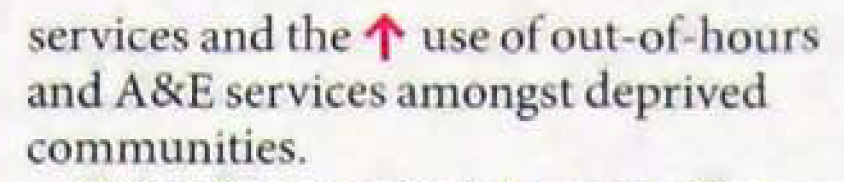 services and the ↑ use of out-of-hours
and A&E services amongst deprived
communities.